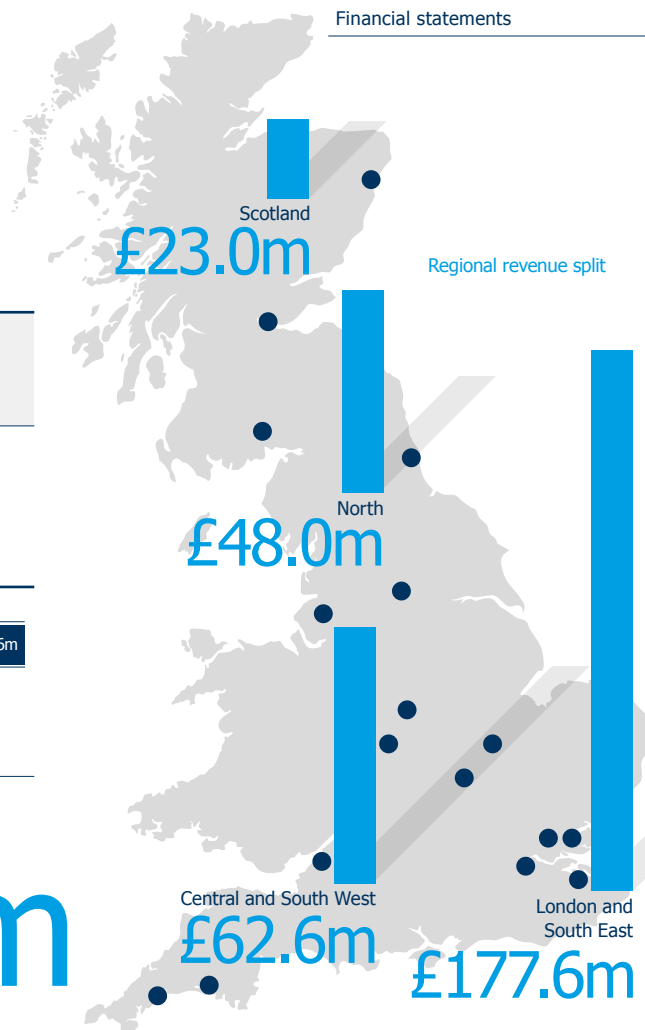 Financial statements
Scotland
£23.0m
Regional revenue split
North
£48.0m
Central and South West
£62.6m
London and
South East
£177.6m